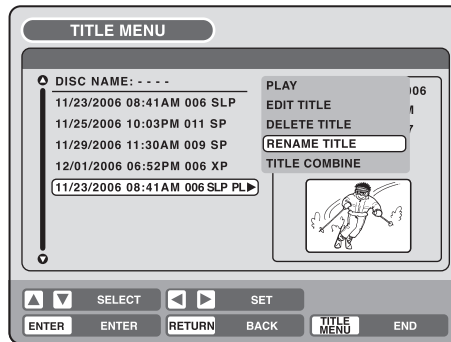 TITLE MENU
DISC NAME: - - - -
11/23/2006 08:41AM 006 SLP
11/25/2006 10:03PM 011 SP
11/29/2006 11:30AM 009 SP
12/01/2006 06:52PM 006 XP
11/23/2006 08:41AM 006 SLP PL
PLAY
EDIT TITLE
DELETE TITLE
RENAME TITLE
TITLE COMBINE
006
SELECT SET
ENTER ENTER RETURN BACK TITLE MENU END